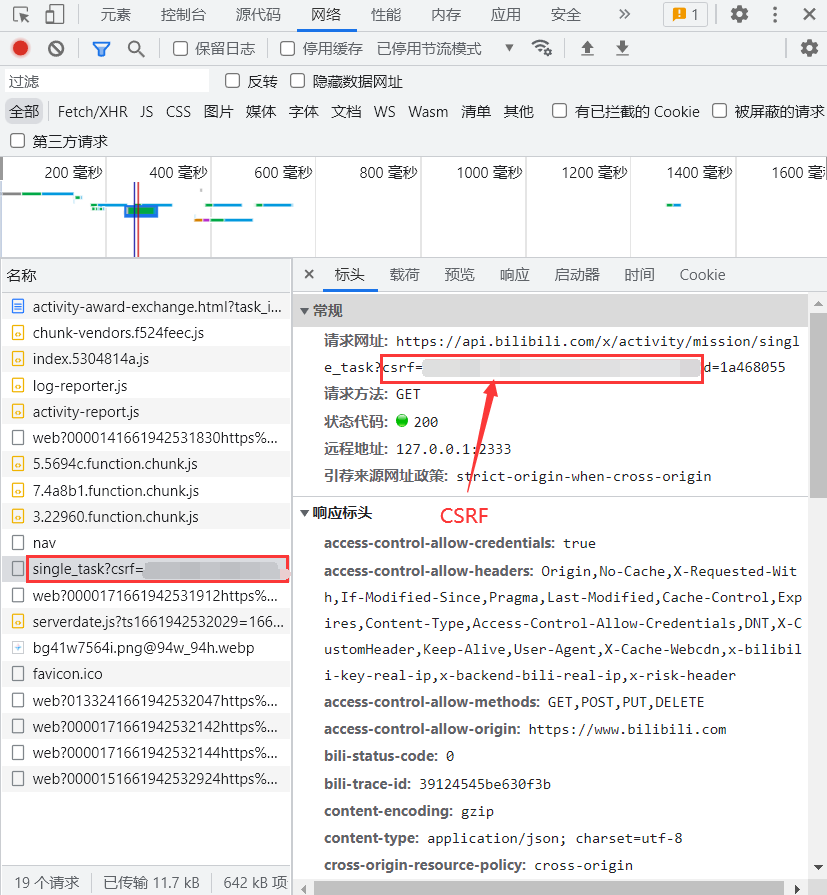 元素 控制台 源代码 网络 性能 内存 应用 安全 » 1
保留日志 停用缓存 已停用节流模式
过滤 反转 隐藏数据网址
全部 Fetch/XHR JS CSS 图片 媒体 字体 文档 WS Wasm 清单 其他 有已拦截的 Cookie 被屏蔽的请求
第三方请求
200 毫秒 400 毫秒 600 毫秒 800 毫秒 1000 毫秒 1200 毫秒 1400 毫秒 1600 毫秒
名称
activity-award-exchange.html?task_i...
chunk-vendors.f524feec.js
index.5304814a.js
log-reporter.js
activity-report.js
web?0000141661942531830https%...
5.5694c.function.chunk.js
7.4a8b1.function.chunk.js
3.22960.function.chunk.js
nav
single_task?csrf=
web?0000171661942531912https%...
serverdate.js?ts1661942532029=166...
bg41w7564i.png@94w_94h.webp
favicon.ico
web?0133241661942532047https%...
web?0000171661942532142https%...
web?0000171661942532144https%...
web?0000151661942532924https%...
19 个请求 已传输 11.7 kB 642 kB 项
× 标头 载荷 预览 响应 启动器 时间 Cookie
常规
请求网址: https://api.bilibili.com/x/activity/mission/singl
e_task?csrf= d=1a468055
请求方法: GET
状态代码: 200
远程地址: 127.0.0.1:2333
引荐来源网址政策: strict-origin-when-cross-origin
响应标头
CSRF
access-control-allow-credentials: true
access-control-allow-headers: Origin,No-Cache,X-Requested-Wit
h,If-Modified-Since,Pragma,Last-Modified,Cache-Control,Exp
ires,Content-Type,Access-Control-Allow-Credentials,DNT,X-C
ustomHeader,Keep-Alive,User-Agent,X-Cache-Webcdn,x-bilibil
i-key-real-ip,x-backend-bili-real-ip,x-risk-header
access-control-allow-methods: GET,POST,PUT,DELETE
access-control-allow-origin: https://www.bilibili.com
bili-status-code: 0
bili-trace-id: 39124545be630f3b
content-encoding: gzip
content-type: application/json; charset=utf-8
cross-origin-resource-policy: cross-origin